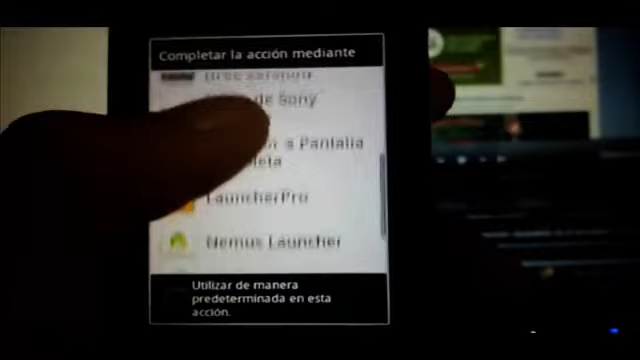 Completar la acción mediante
de Sony
a Pantalla
LauncherPro
Nemus Launcher
Utilizar de manera
predeterminada en esta
acción.